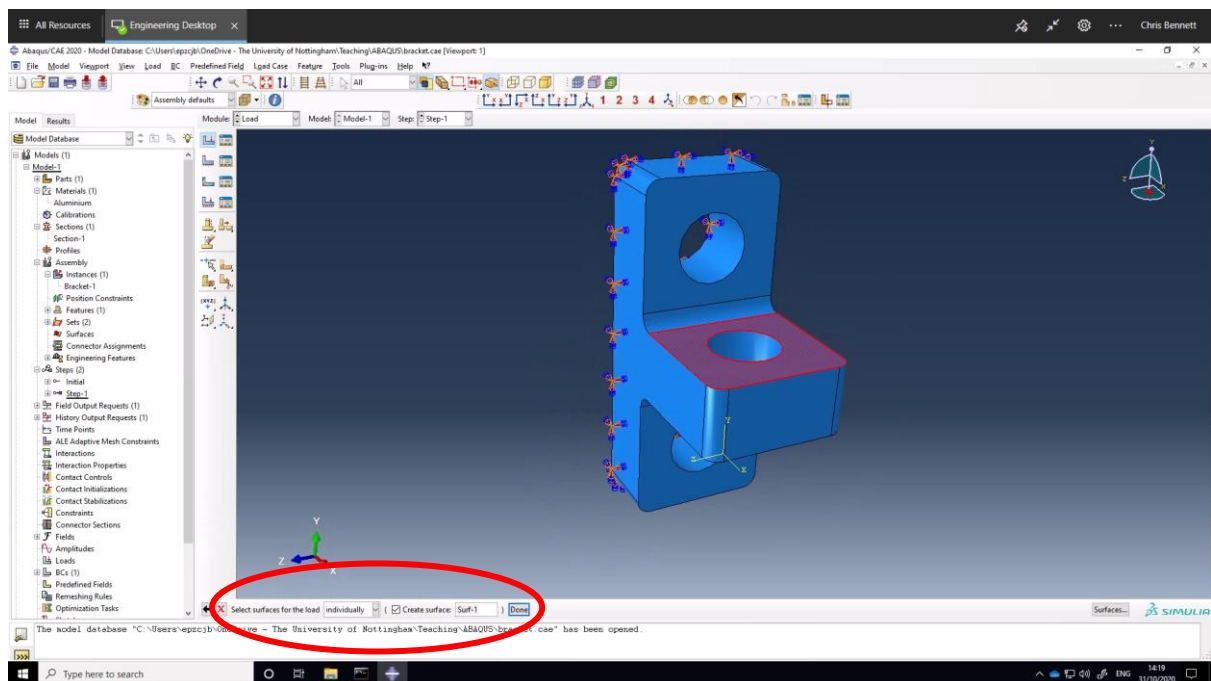 All Resources Engineering Desktop × Chris Bennett
Abaqus/CAE 2020 - Model Database: C:\Users\epzcjb\OneDrive - The University of Nottingham\Teaching\ABAQUS\bracket.cae [Viewport: 1]
File Model Viewport View Load BC Predefined Field Load Case Feature Tools Plug-ins Help
All
Assembly defaults 1 2 3 4
Model Results Module: Load Model: Model-1 Step: Step-1
Model Database
Models (1)
Model-1
Parts (1)
Materials (1)
Aluminium
Calibrations
Sections (1)
Section-1
Profiles
Assembly
Instances (1)
Bracket-1
Position Constraints
Features (1)
Sets (2)
Surfaces
Connector Assignments
Engineering Features
Steps (2)
Initial
Step-1
Field Output Requests (1)
History Output Requests (1)
Time Points
ALE Adaptive Mesh Constraints
Interactions
Interaction Properties
Contact Controls
Contact Initializations
Contact Stabilizations
Constraints
Connector Sections
Fields
Amplitudes
Loads
BCs (1)
Predefined Fields
Remeshing Rules
Optimization Tasks
(XYZ)
Y
Z X
Y
Z X
Y
Z X
Select surfaces for the load individually ( Create surface: Surf-1 ) Done Surfaces... SIMULIA
The model database "C:\Users\epzcjb\OneDrive - The University of Nottingham\Teaching\ABAQUS\bracket.cae" has been opened.
>>>
Type here to search ENG 14:19
31/10/2020